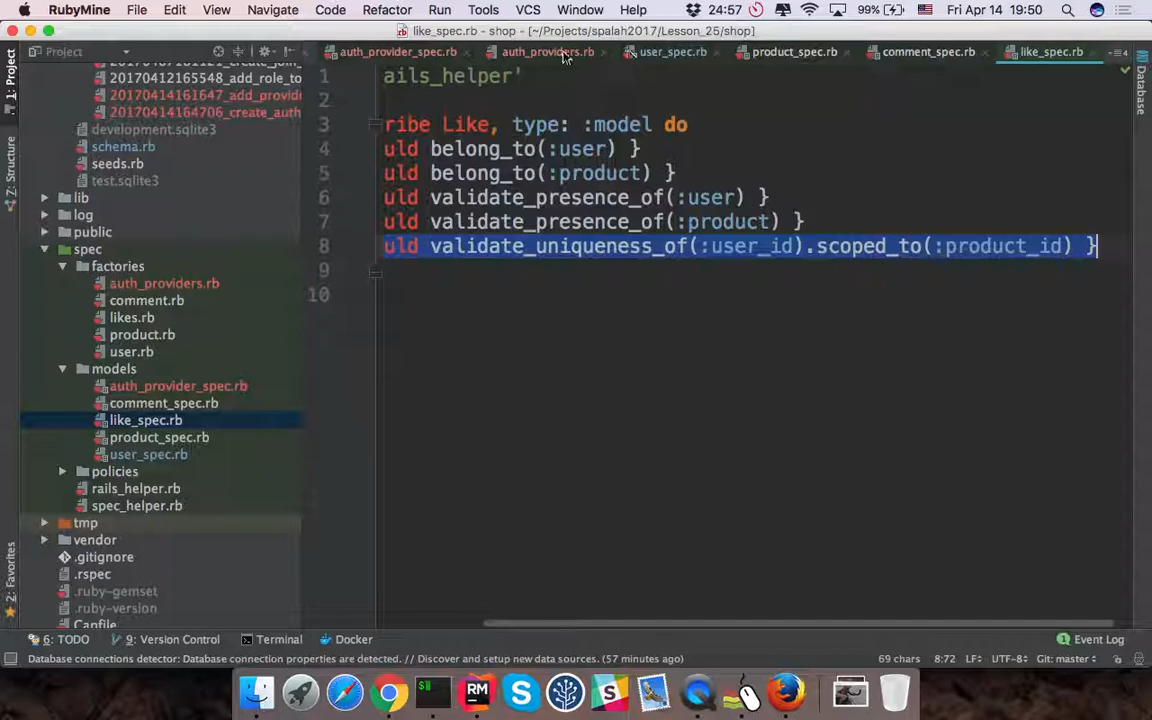 RubyMine File Edit View Navigate Code Refactor Run Tools VCS Window Help 24:57 99% Fri Apr 14 19:50
like_spec.rb - shop - [~/Projects/spalah2017/Lesson_25/shop]
Project auth_provider_spec.rb auth_providers.rb user_spec.rb product_spec.rb comment_spec.rb like_spec.rb
1: Project
Z: Structure
2: Favorites
Database
20170412165548_add_role_to
20170414161647_add_provide
20170414164706_create_auth
development.sqlite3
schema.rb
seeds.rb
test.sqlite3
lib
log
public
spec
factories
auth_providers.rb
comment.rb
likes.rb
product.rb
user.rb
models
auth_provider_spec.rb
comment_spec.rb
like_spec.rb
product_spec.rb
user_spec.rb
policies
rails_helper.rb
spec_helper.rb
tmp
vendor
.gitignore
.rspec
.ruby-gemset
.ruby-version
Capfile
1 ails_helper'
2
3 ribe Like, type: :model do
4 uld belong_to(:user) }
5 uld belong_to(:product) }
6 uld validate_presence_of(:user) }
7 uld validate_presence_of(:product) }
8 uld validate_uniqueness_of(:user_id).scoped_to(:product_id) }
9
10
6: TODO 9: Version Control Terminal Docker Event Log
Database connections detector: Database connection properties are detected. // Discover and setup new data sources. (57 minutes ago) 69 chars 8:72 LF÷ UTF-8÷ Git: master÷